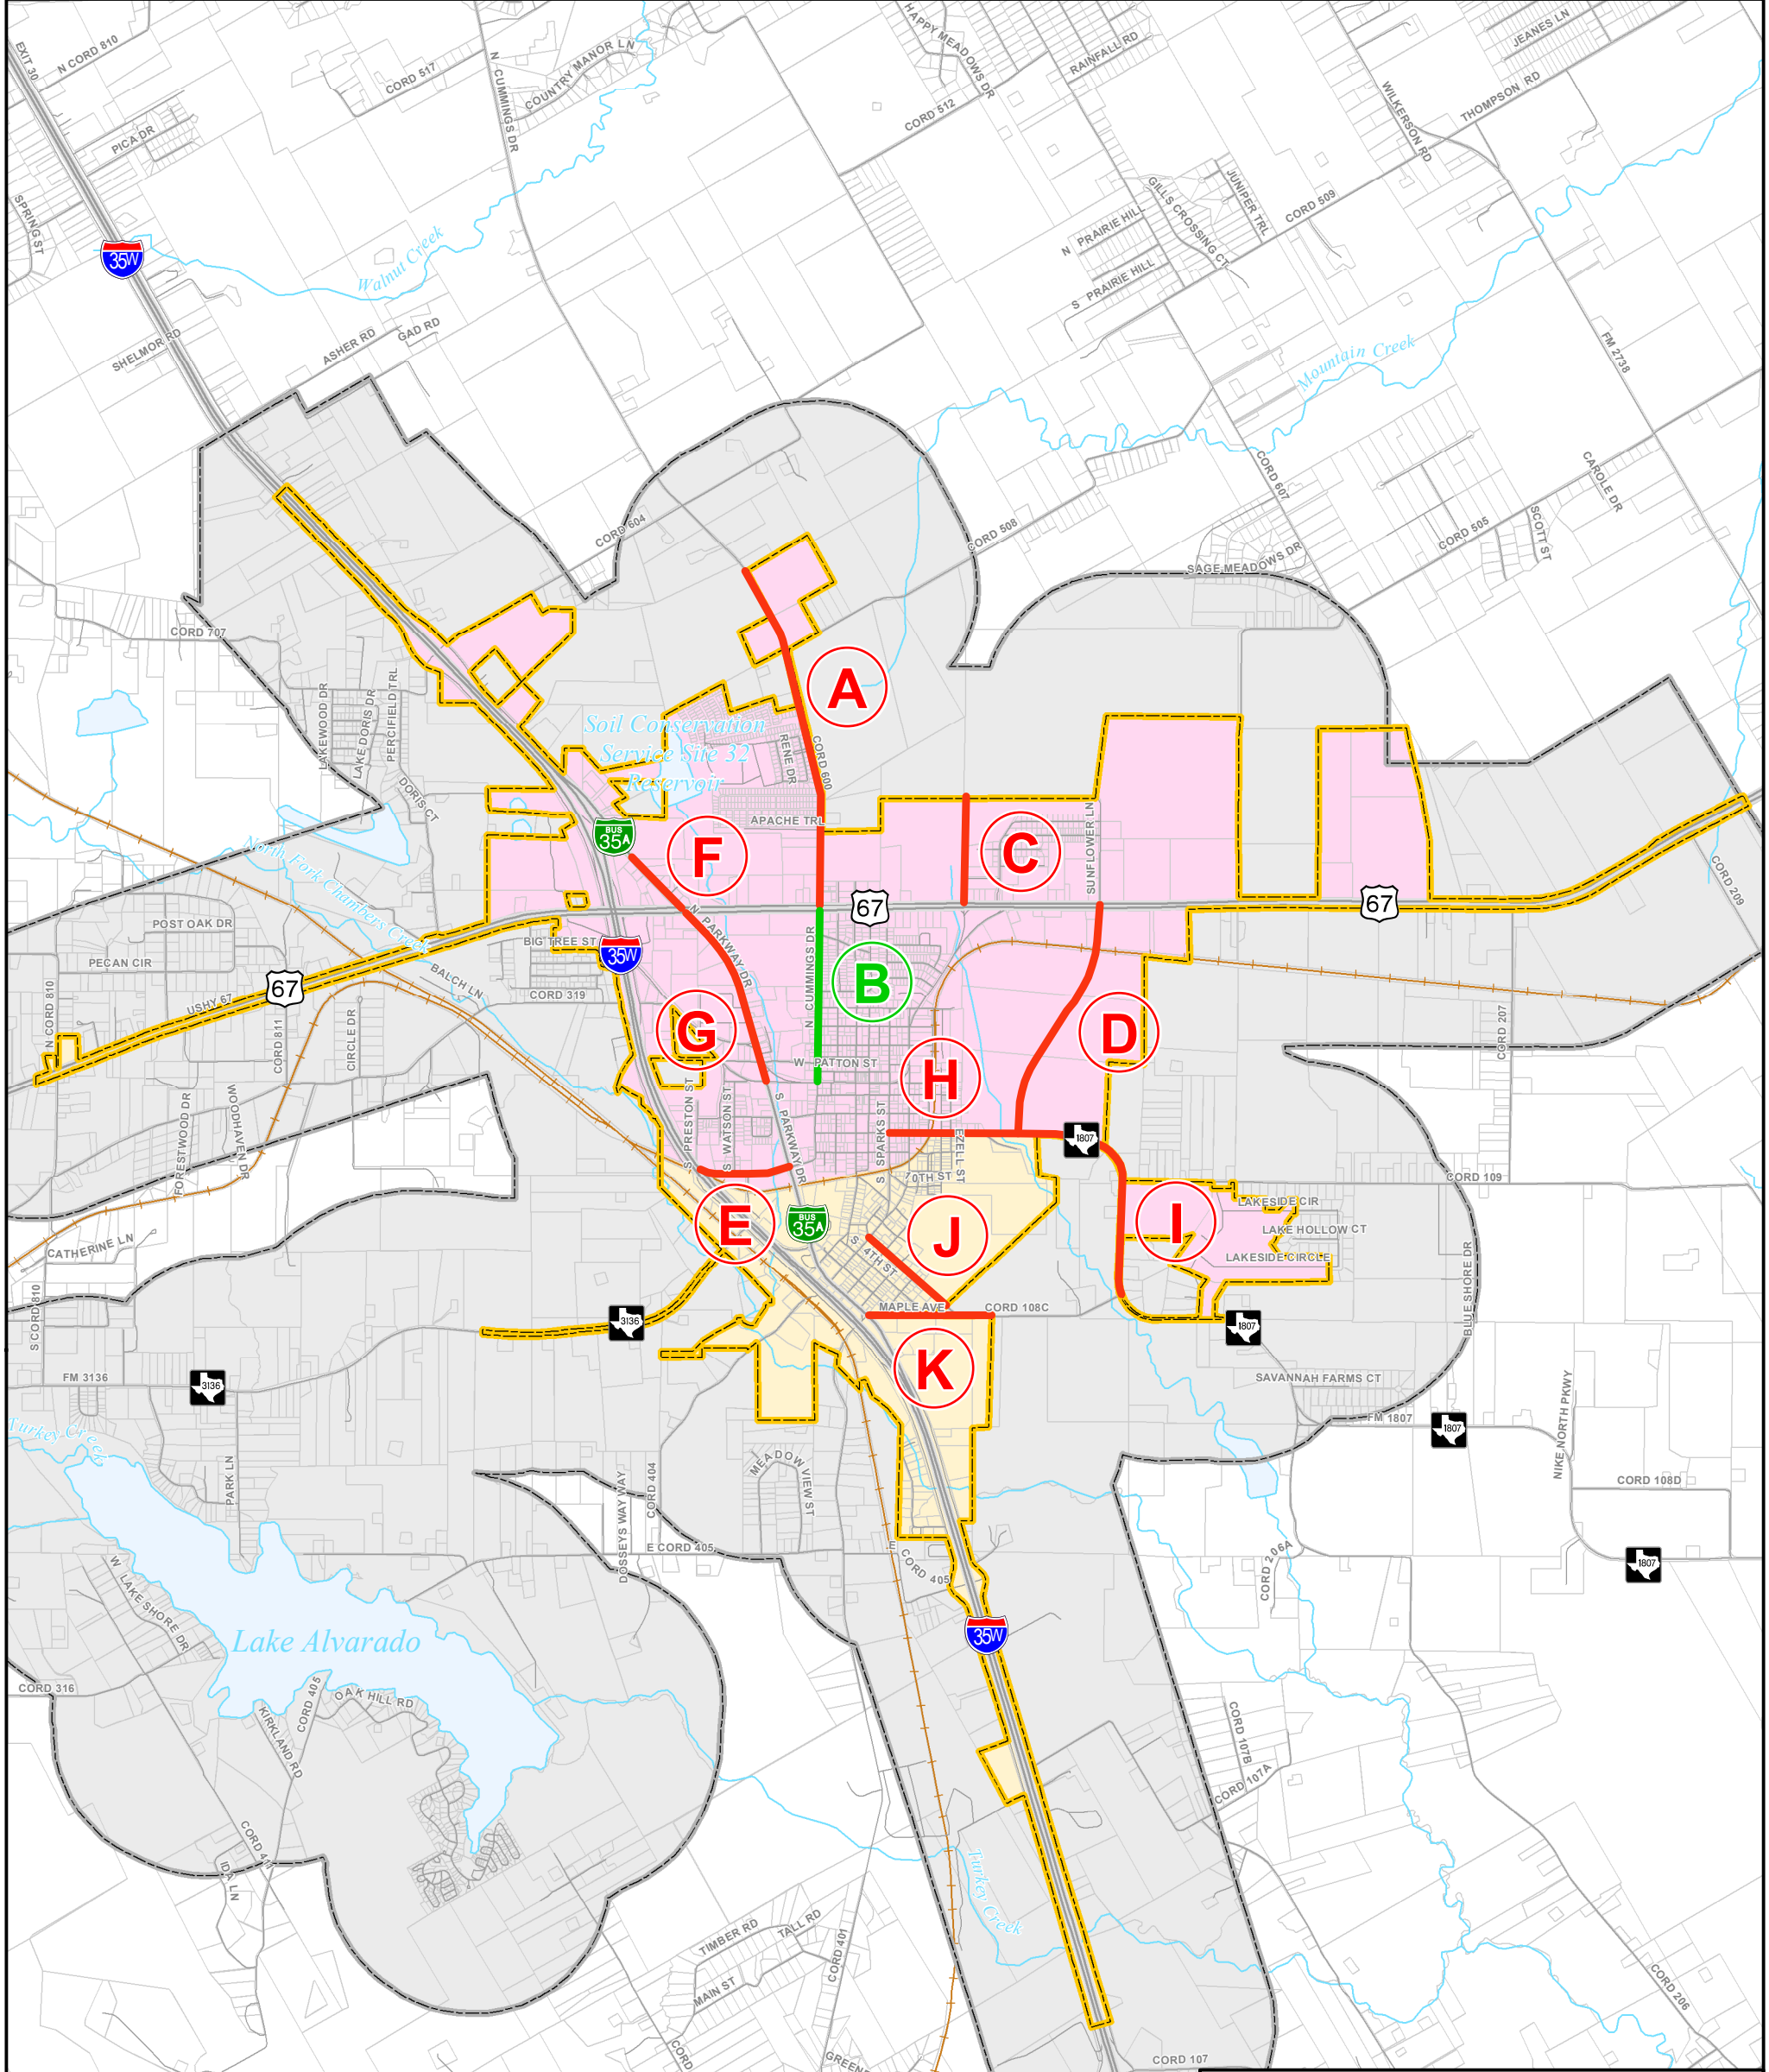 EXIT 30
N CORD 810
PICA DR
CORD 517
N CUMMINGS DR
COUNTRY MANOR LN
HAPPY MEADOWS DR
RAINFALL RD
CORD 512
JEANES LN
THOMPSON RD
WILKERSON RD
SPRING ST
35W
Walnut Creek
N PRAIRIE HILL
S PRAIRIE HILL
GILLS CROSSING CT
JUNIPER TRL
CORD 509
SHELMOR RD
ASHER RD
GAD RD
Mountain Creek
FM 2738
CORD 604
CORD 508
CORD 607
CORD 505
CAROLE DR
SCOTT ST
SAGE MEADOWS DR
CORD 707
LAKEWOOD DR
LAKE DORIS DR
PERCIFIELD TRL
DORIS CT
Soil Conservation
Service Site 32
Reservoir
RENE DR
CORD 600
A
APACHE TRL
BUS
35A
F
C
SUNFLOWER LN
67
67
CORD 209
North Fork Chambers Creek
POST OAK DR
PECAN CIR
USHY 67
67
BALCH LN
BIG TREE ST
35W
CORD 319
N PARKWAY DR
N CUMMINGS DR
B
N CORD 810
CORD 811
CIRCLE DR
G
D
CORD 207
W PATTON ST
H
FORESTWOOD DR
WOODHAVEN DR
S PRESTON ST
S WATSON ST
S PARKWAY DR
S SPARKS ST
EZELL ST
1807
70TH ST
CORD 109
CATHERINE LN
E
BUS
35A
J
I
LAKESIDE CIR
LAKE HOLLOW CT
LAKESIDE CIRCLE
S 4TH ST
MAPLE AVE
CORD 108C
S CORD 810
3136
1807
BLUE SHORE DR
K
FM 3136
3136
SAVANNAH FARMS CT
FM 1807
1807
NIKE NORTH PKWY
Turkey Creek
PARK LN
MEADOW VIEW ST
DOSSEYS WAY WAY
CORD 404
E CORD 405
E CORD 405
CORD 108D
CORD 206A
1807
W LAKE SHORE DR
Lake Alvarado
35W
CORD 316
KIRKLAND RD
CORD 405
OAK HILL RD
CORD 107B
CORD 107A
CORD 411
IDA LN
Turkey Creek
TIMBER RD
TALL RD
MAIN ST
CORD 401
CORD 206
CORD
CORD 107